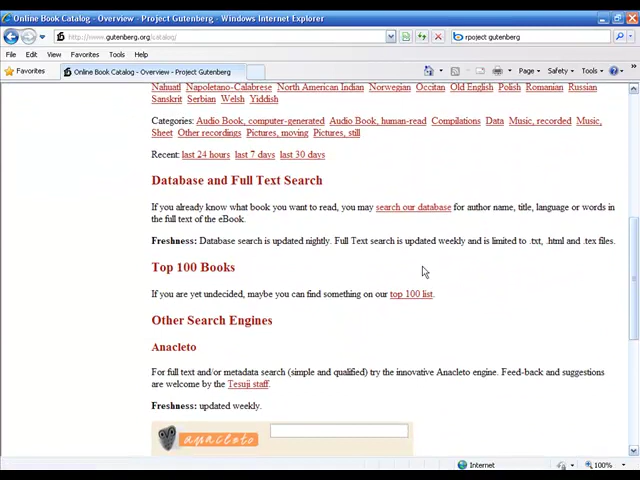 Online Book Catalog - Overview - Project Gutenberg - Windows Internet Explorer
http://www.gutenberg.org/catalog/
rpoject gutenberg
File Edit View Favorites Tools Help
Favorites Online Book Catalog - Overview - Project Gutenberg Page Safety Tools
Nahuatl Napoletano-Calabrese North American Indian Norwegian Occitan Old English Polish Romanian Russian
Sanskrit Serbian Welsh Yiddish
Categories: Audio Book, computer-generated Audio Book, human-read Compilations Data Music, recorded Music,
Sheet Other recordings Pictures, moving Pictures, still
Recent: last 24 hours last 7 days last 30 days
Database and Full Text Search
If you already know what book you want to read, you may search our database for author name, title, language or words in
the full text of the eBook.
Freshness: Database search is updated nightly. Full Text search is updated weekly and is limited to .txt, .html and .tex files.
Top 100 Books
If you are yet undecided, maybe you can find something on our top 100 list.
Other Search Engines
Anacleto
For full text and/or metadata search (simple and qualified) try the innovative Anacleto engine. Feed-back and suggestions
are welcome by the Tesuji staff.
Freshness: updated weekly.
anacleto
Internet 100%